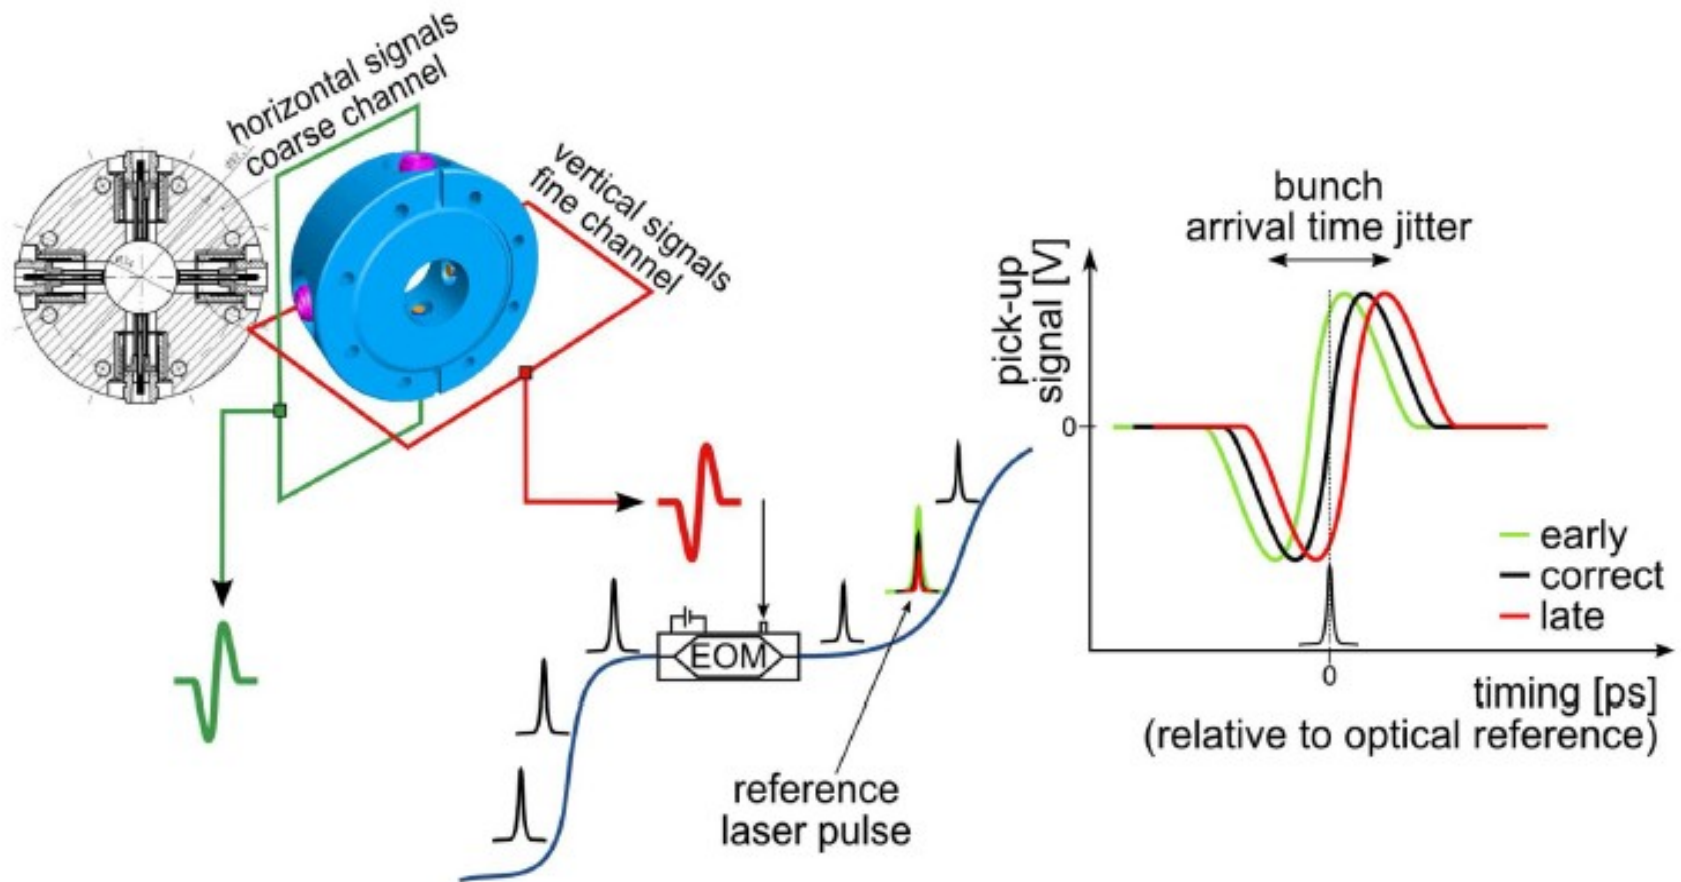 horizontal signals
coarse channel
vertical signals
fine channel
EOM
reference
laser pulse
bunch
arrival time jitter
pick-up
signal [V]
0
early
correct
late
0
timing [ps]
(relative to optical reference)